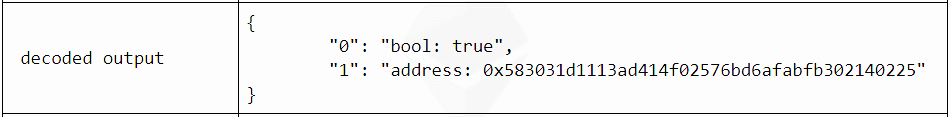 {
decoded output
"0": "bool: true",
"1": "address: 0x583031d1113ad414f02576bd6afabfb302140225"
}